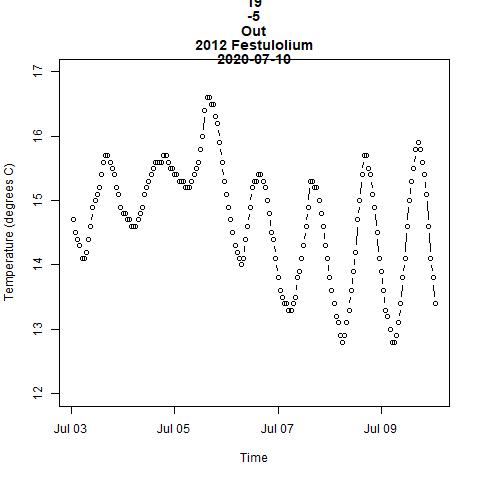 19
-5
Out
2012 Festulolium
2020-07-10
Temperature (degrees C)
17
16
15
14
13
12
Jul 03
Jul 05
Jul 07
Jul 09
Time